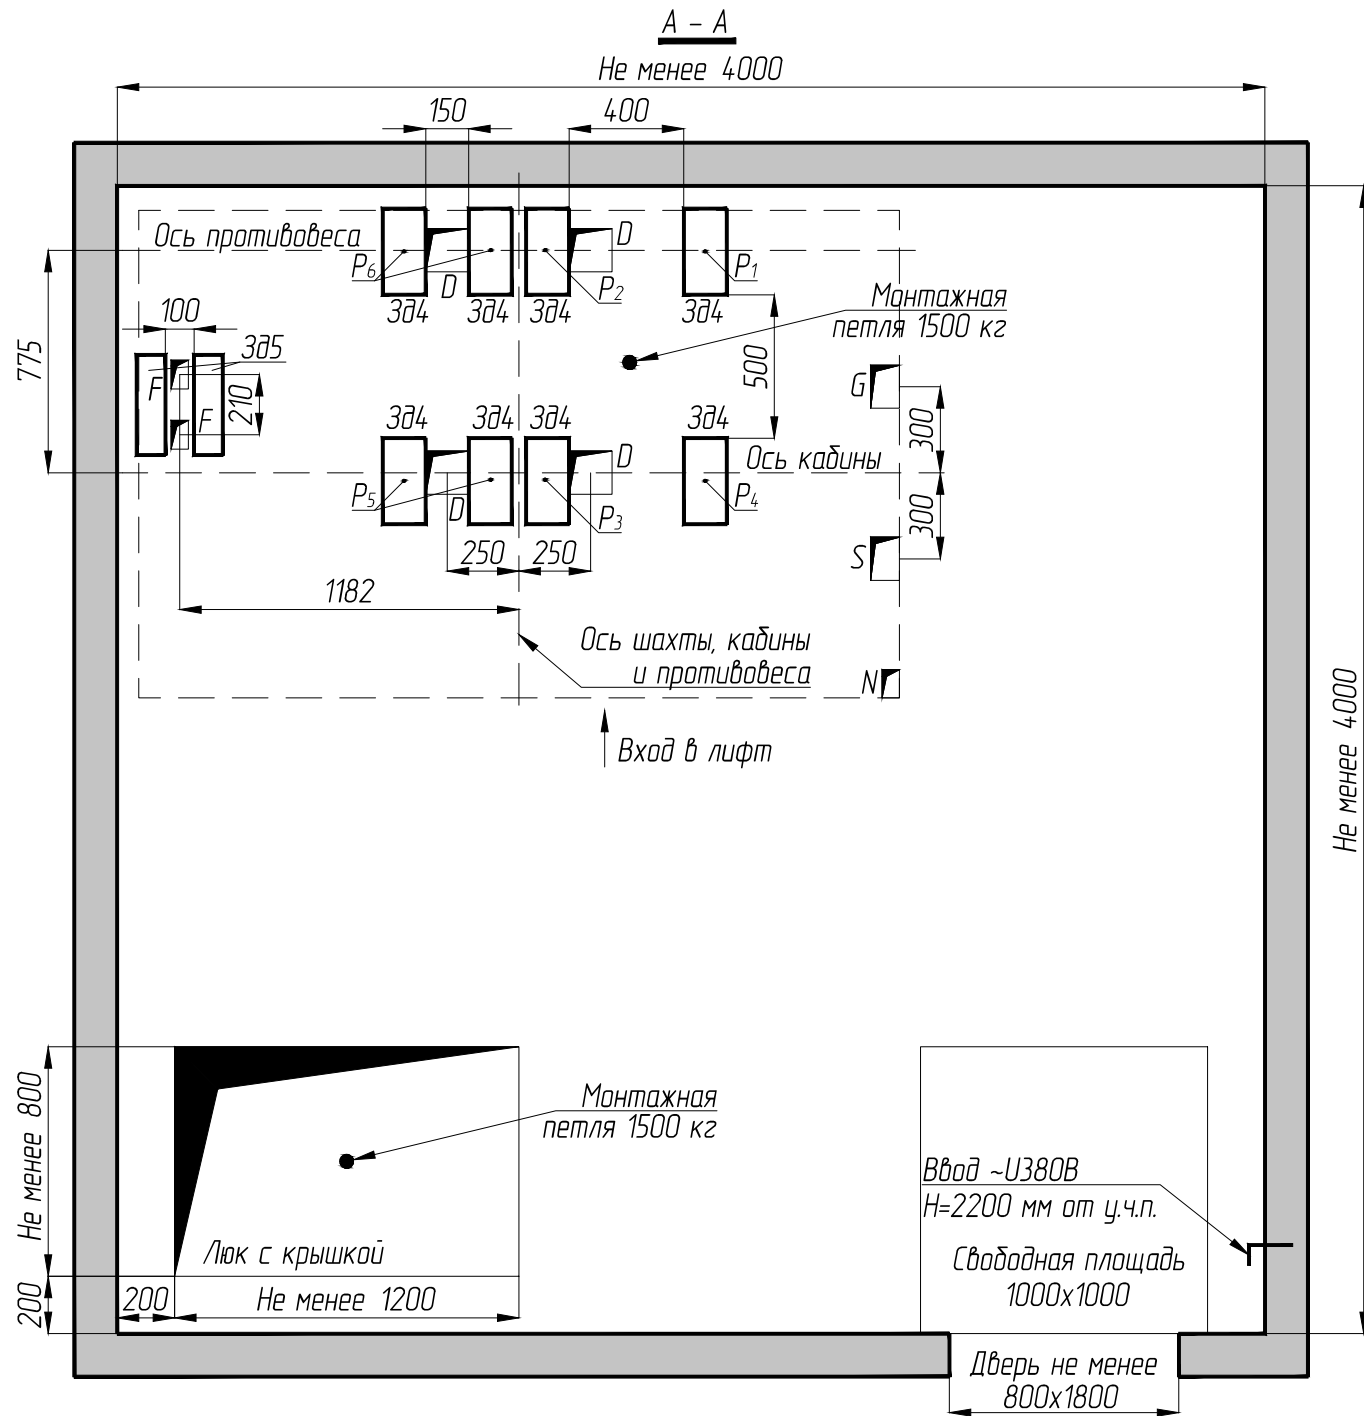 А - А
Не менее 4000
150
400
Ось противовеса
P6
D
D
P2
P1
Зд4
Зд4
Зд4
Зд4
Монтажная
петля 1500 кг
775
100
Зд5
F
F
210
500
G
300
Зд4
Зд4
Зд4
Зд4
D
Ось кабины
P5
D
P3
P4
300
S
250
250
1182
Ось шахты, кабины
и противовеса
N
Вход в лифт
Не менее 4000
Не менее 800
Монтажная
петля 1500 кг
Люк с крышкой
200
200
Не менее 1200
Ввод ~U380В
H=2200 мм от у.ч.п.
Свободная площадь
1000х1000
Дверь не менее
800х1800